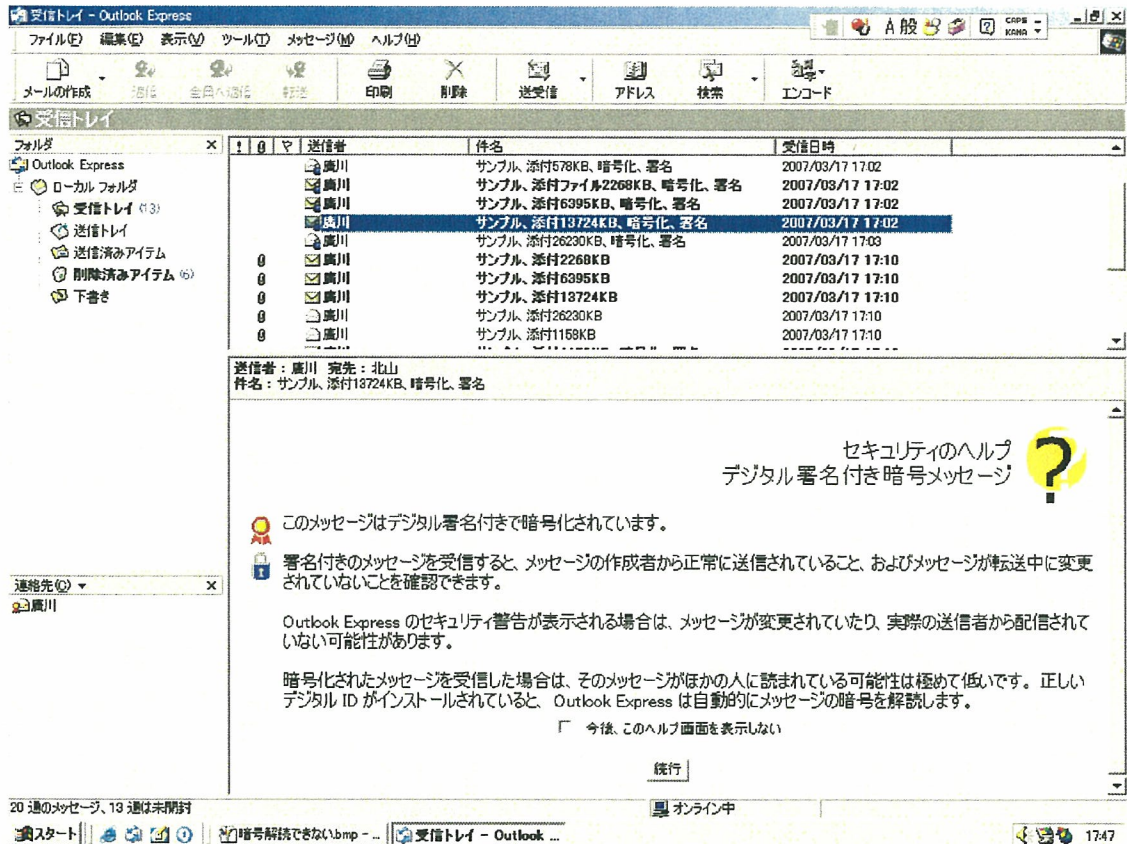 受信トレイ - Outlook Express
A 般 CAPS KANA
ファイル(F) 編集(E) 表示(V) ツール(T) メッセージ(M) ヘルプ(H)
メールの作成 返信 全員へ返信 転送 印刷 削除 送受信 アドレス 検索 エンコード
受信トレイ
フォルダ
Outlook Express
ローカル フォルダ
受信トレイ (13)
送信トレイ
送信済みアイテム
削除済みアイテム (6)
下書き
! 送信者 件名 受信日時
廣川 サンプル、添付578KB、暗号化、署名 2007/03/17 17:02
廣川 サンプル、添付ファイル2268KB、暗号化、署名 2007/03/17 17:02
廣川 サンプル、添付6395KB、暗号化、署名 2007/03/17 17:02
廣川 サンプル、添付13724KB、暗号化、署名 2007/03/17 17:02
廣川 サンプル、添付26230KB、暗号化、署名 2007/03/17 17:03
廣川 サンプル、添付2268KB 2007/03/17 17:10
廣川 サンプル、添付6395KB 2007/03/17 17:10
廣川 サンプル、添付13724KB 2007/03/17 17:10
廣川 サンプル、添付26230KB 2007/03/17 17:10
廣川 サンプル、添付1158KB 2007/03/17 17:10
送信者：廣川 宛先：北山
件名：サンプル、添付13724KB、暗号化、署名
セキュリティのヘルプ
デジタル署名付き暗号メッセージ
このメッセージはデジタル署名付きで暗号化されています。
署名付きのメッセージを受信すると、メッセージの作成者から正常に送信されていること、およびメッセージが転送中に変更
されていないことを確認できます。
Outlook Express のセキュリティ警告が表示される場合は、メッセージが変更されていたり、実際の送信者から配信されて
いない可能性があります。
暗号化されたメッセージを受信した場合は、そのメッセージがほかの人に読まれている可能性は極めて低いです。正しい
デジタル ID がインストールされていると、 Outlook Express は自動的にメッセージの暗号を解読します。
今後、このヘルプ画面を表示しない
続行
連絡先(C)
廣川
20 通のメッセージ、13 通は未開封
オンライン中
スタート 暗号解読できない.bmp - ... 受信トレイ - Outlook ... 17:47